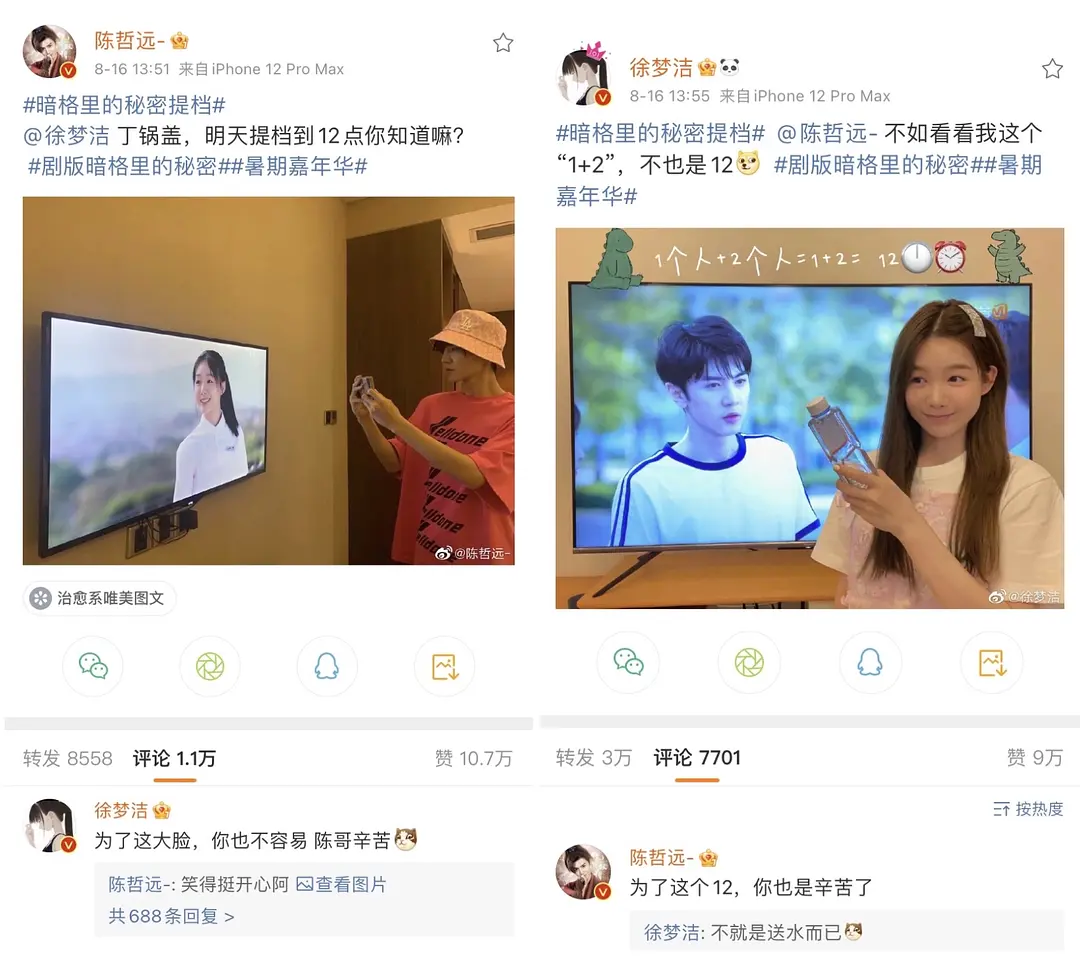 陈哲远-
8-16 13:51 来自iPhone 12 Pro Max
#暗格里的秘密提档#
@徐梦洁 丁锅盖，明天提档到12点你知道嘛?
#剧版暗格里的秘密##暑期嘉年华#
elldone
elldone
elldone
elldone
@陈哲远-
治愈系唯美图文
转发 8558 评论 1.1万 赞 10.7万
徐梦洁
为了这大脸，你也不容易 陈哥辛苦
陈哲远-: 笑得挺开心阿 查看图片
共688条回复 >
徐梦洁
8-16 13:55 来自iPhone 12 Pro Max
#暗格里的秘密提档# @陈哲远- 不如看看我这个
“1+2”，不也是12 #剧版暗格里的秘密##暑期
嘉年华#
1个人+2个人=1+2= 12
@徐梦洁
转发 3万 评论 7701 赞 9万
按热度
陈哲远-
为了这个12，你也是辛苦了
徐梦洁: 不就是送水而已